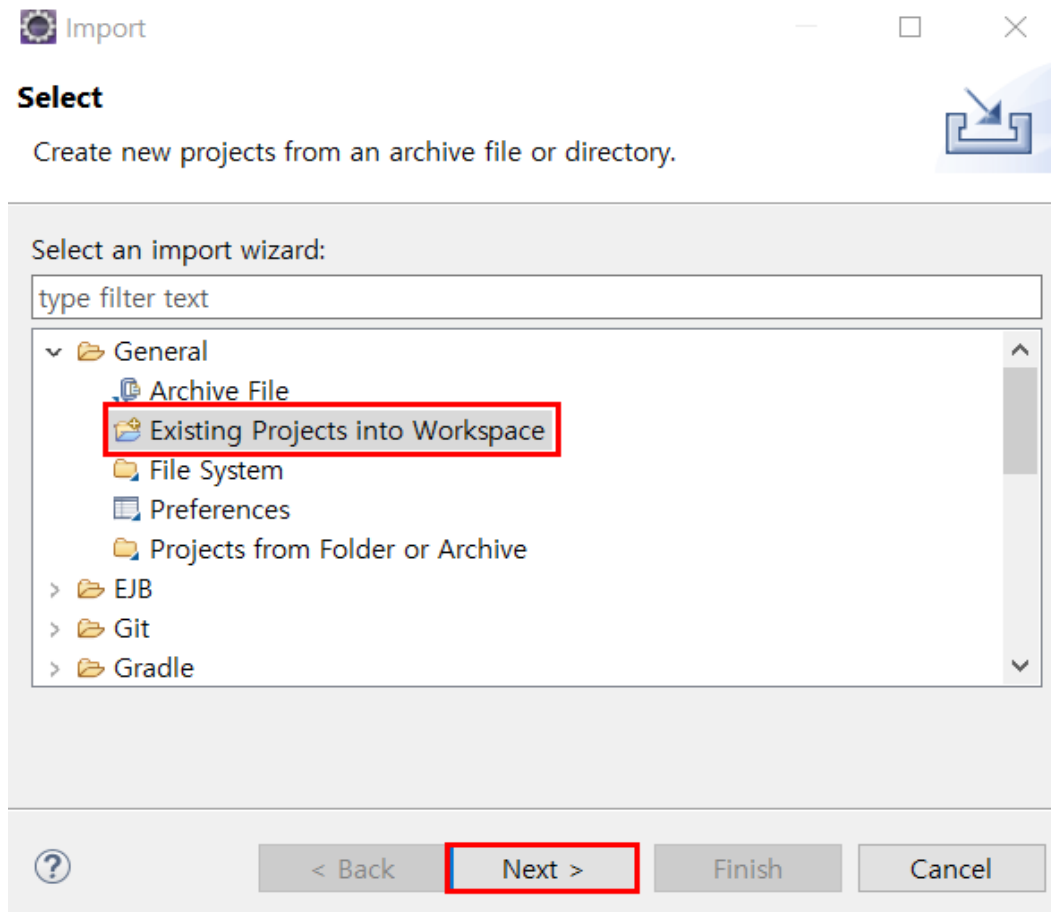 Import
Select
Create new projects from an archive file or directory.
Select an import wizard:
type filter text
General
Archive File
Existing Projects into Workspace
File System
Preferences
Projects from Folder or Archive
EJB
Git
Gradle
? < Back Next > Finish Cancel